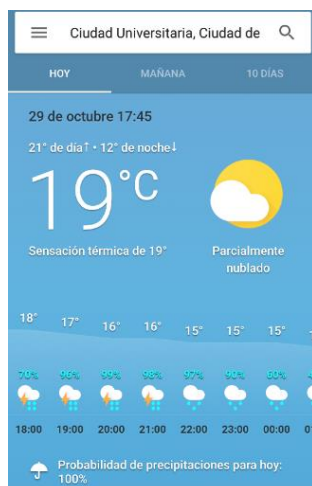 Ciudad Universitaria, Ciudad de
HOY MAÑANA 10 DÍAS
29 de octubre 17:45
21° de día↑ • 12° de noche↓
19°C
Sensación térmica de 19°
Parcialmente
nublado
18° 17° 16° 16° 15° 15° 15°
70% 96% 99% 98% 97% 90% 60%
18:00 19:00 20:00 21:00 22:00 23:00 00:00
Probabilidad de precipitaciones para hoy:
100%